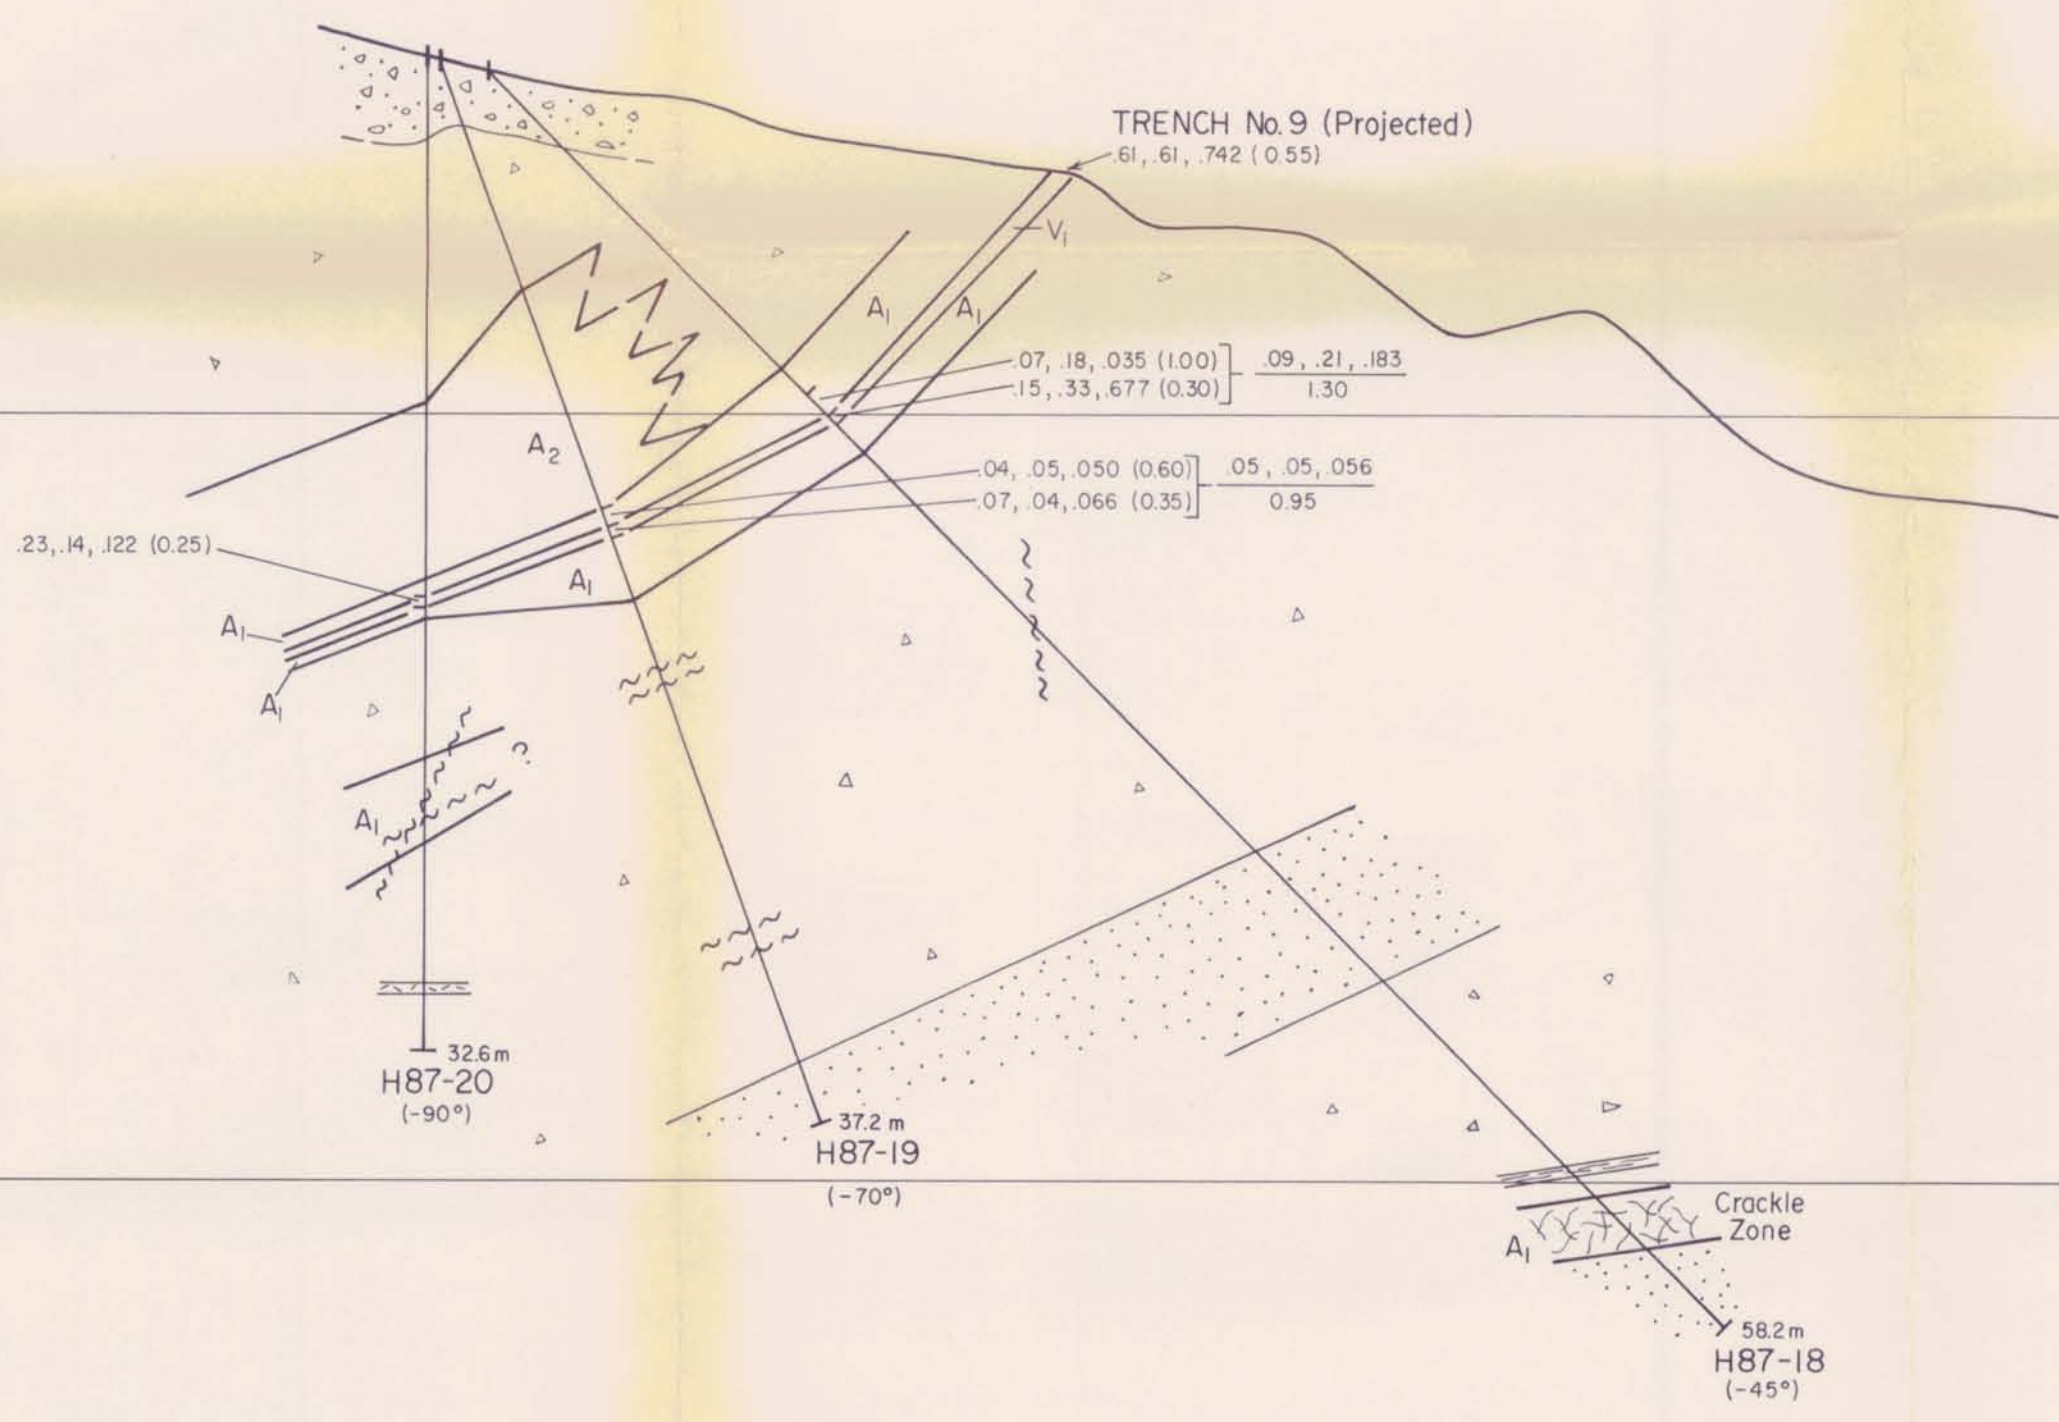 TRENCH No. 9 (Projected)
.61, .61, .742 (0.55)
V1
A1
A1
.07, .18, .035 (1.00)
.15, .33, .677 (0.30)
.09, .21, .183
1.30
A2
.04, .05, .050 (0.60)
.07, .04, .066 (0.35)
.05, .05, .056
0.95
.23, .14, .122 (0.25)
A1
A1
A1
?
A1
32.6m
H87-20
(-90°)
37.2 m
H87-19
(-70°)
Crackle
Zone
A1
58.2m
H87-18
(-45°)